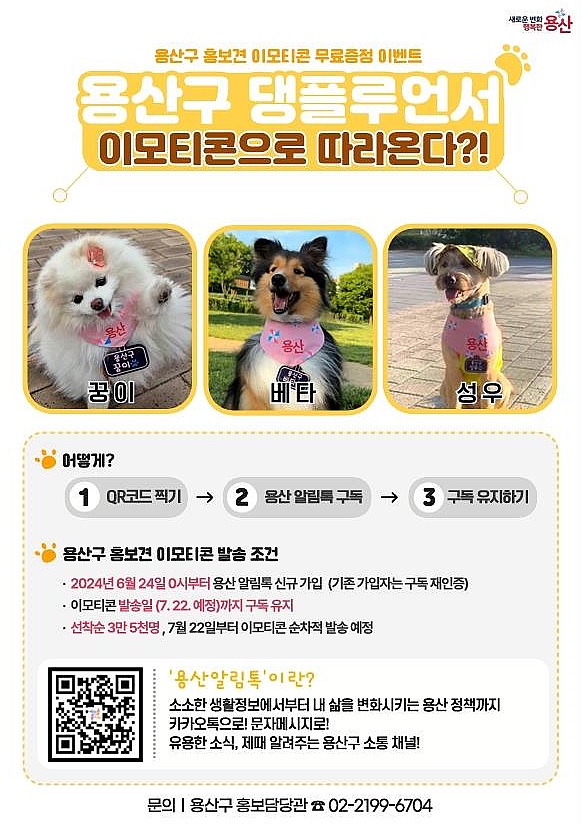 새로운 변화
행복한 용산
용산구 홍보견 이모티콘 무료증정 이벤트
용산구 댕플루언서
이모티콘으로 따라온다?!
용산
용산구
꿍이
꿍이
용산
베타
용산
성우
어떻게?
1 QR코드 찍기 → 2 용산 알림톡 구독 → 3 구독 유지하기
용산구 홍보견 이모티콘 발송 조건
· 2024년 6월 24일 0시부터 용산 알림톡 신규 가입 (기존 가입자는 구독 재인증)
· 이모티콘 발송일 (7. 22. 예정)까지 구독 유지
· 선착순 3만 5천명 , 7월 22일부터 이모티콘 순차적 발송 예정
'용산알림톡'이란?
소소한 생활정보에서부터 내 삶을 변화시키는 용산 정책까지
카카오톡으로! 문자메시지로!
유용한 소식, 제때 알려주는 용산구 소통 채널!
문의 | 용산구 홍보담당관 ☎ 02-2199-6704